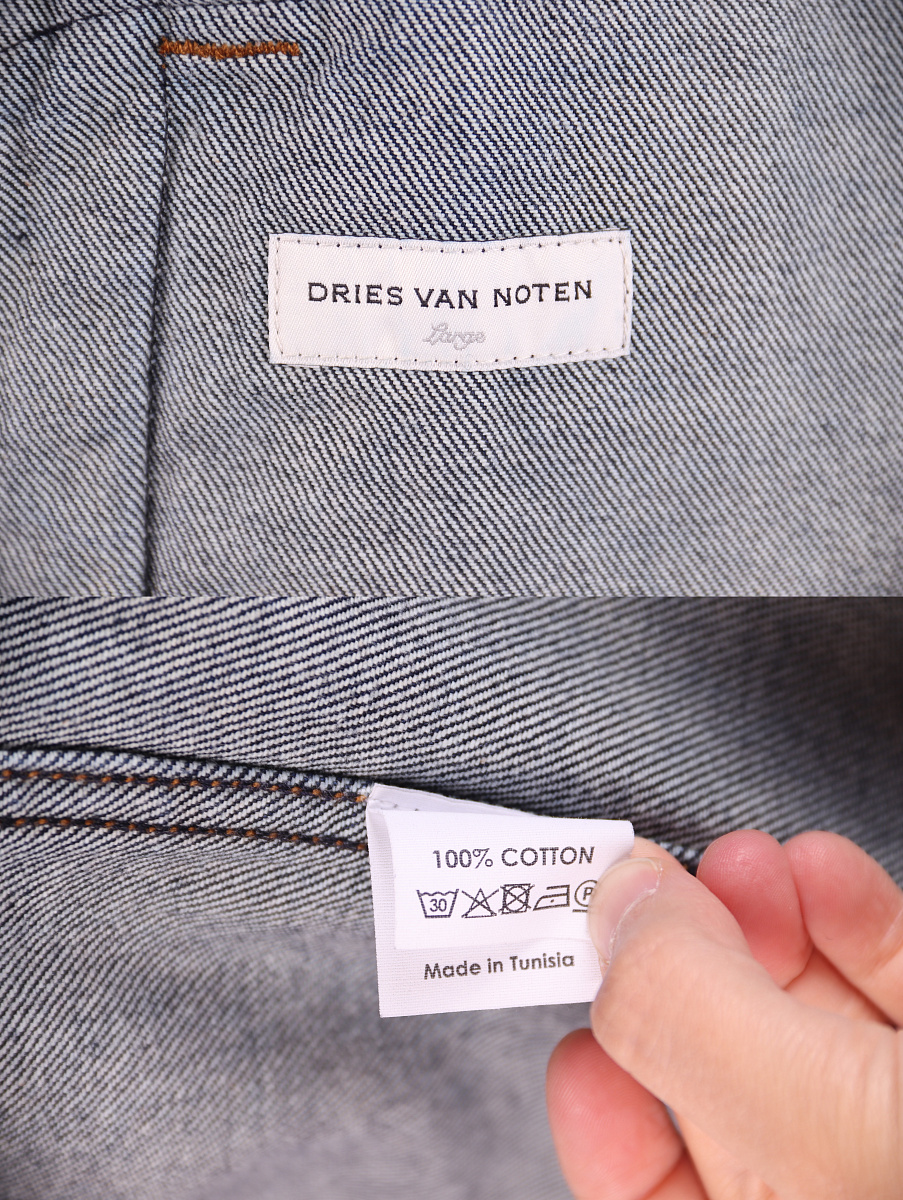 DRIES VAN NOTEN
Large
100% COTTON
30 P
Made in Tunisia